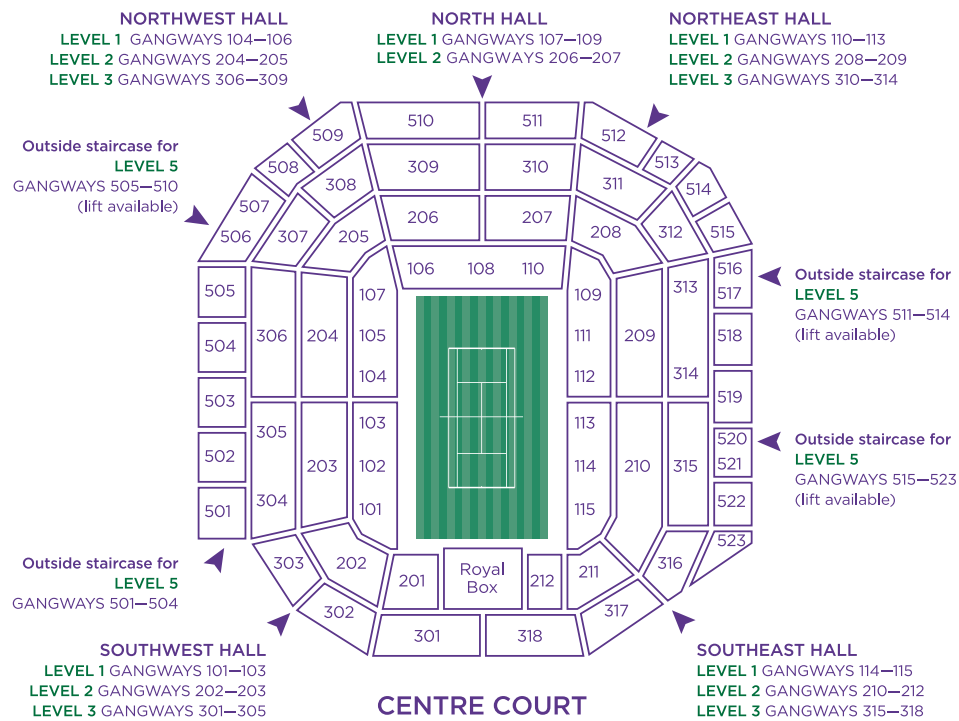 NORTHWEST HALL
LEVEL 1 GANGWAYS 104—106
LEVEL 2 GANGWAYS 204—205
LEVEL 3 GANGWAYS 306—309
NORTH HALL
LEVEL 1 GANGWAYS 107—109
LEVEL 2 GANGWAYS 206—207
NORTHEAST HALL
LEVEL 1 GANGWAYS 110—113
LEVEL 2 GANGWAYS 208—209
LEVEL 3 GANGWAYS 310—314
Outside staircase for
LEVEL 5
GANGWAYS 505—510
(lift available)
510
511
509
512
508
513
507
514
506
515
309
310
308
311
307
312
206
207
205
208
106 108 110
505
504
503
502
501
306
305
304
204
203
107
105
104
103
102
101
109
111
112
113
114
115
209
210
313
314
315
516
517
518
519
520
521
522
523
303
202
302
201
Royal
Box
212
211
316
317
301
318
Outside staircase for
LEVEL 5
GANGWAYS 511—514
(lift available)
Outside staircase for
LEVEL 5
GANGWAYS 515—523
(lift available)
Outside staircase for
LEVEL 5
GANGWAYS 501—504
SOUTHWEST HALL
LEVEL 1 GANGWAYS 101—103
LEVEL 2 GANGWAYS 202—203
LEVEL 3 GANGWAYS 301—305
CENTRE COURT
SOUTHEAST HALL
LEVEL 1 GANGWAYS 114—115
LEVEL 2 GANGWAYS 210—212
LEVEL 3 GANGWAYS 315—318